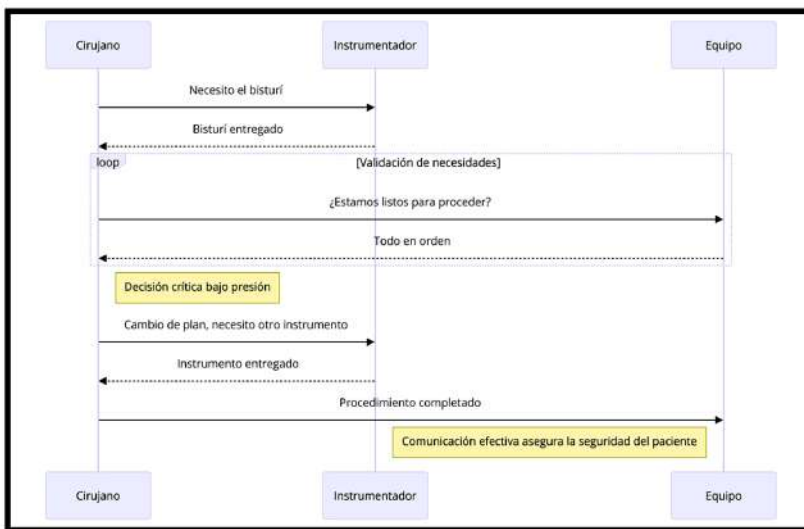 Cirujano
Instrumentador
Equipo
Necesito el bisturí
Bisturí entregado
loop
[Validación de necesidades]
¿Estamos listos para proceder?
Todo en orden
Decisión crítica bajo presión
Cambio de plan, necesito otro instrumento
Instrumento entregado
Procedimiento completado
Comunicación efectiva asegura la seguridad del paciente
Cirujano
Instrumentador
Equipo